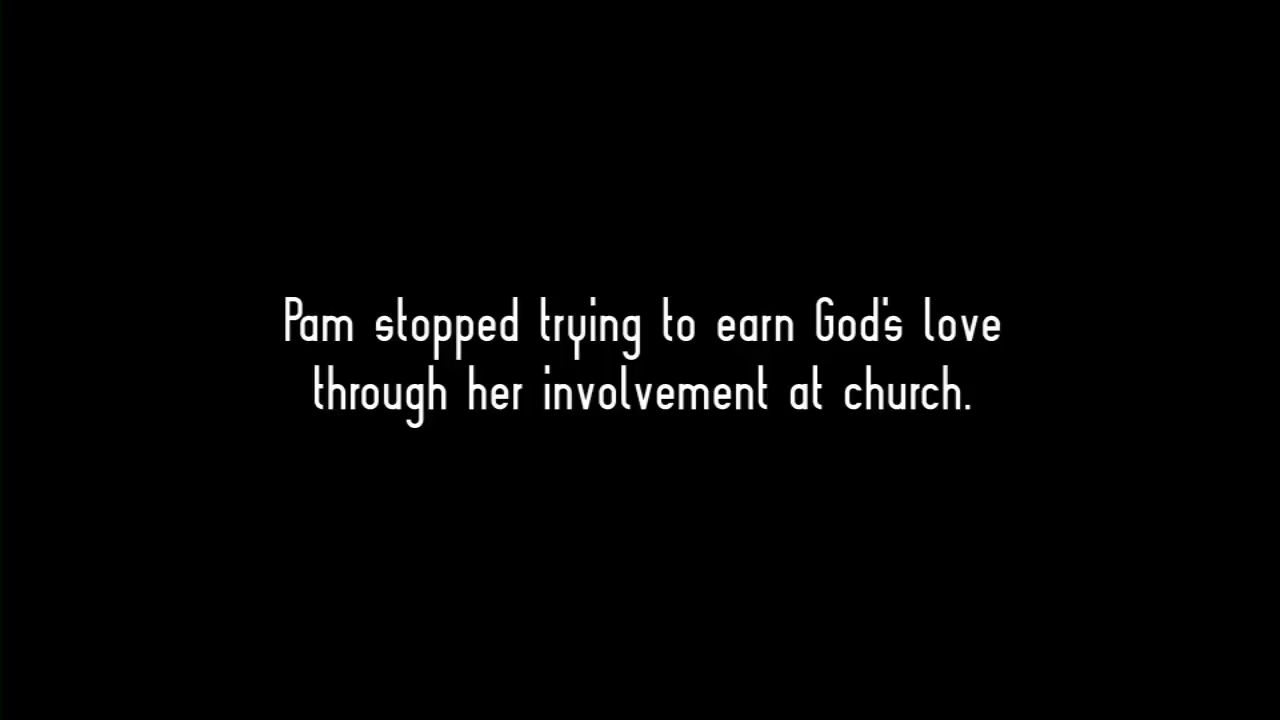 Pam stopped trying to earn God's love
through her involvement at church.